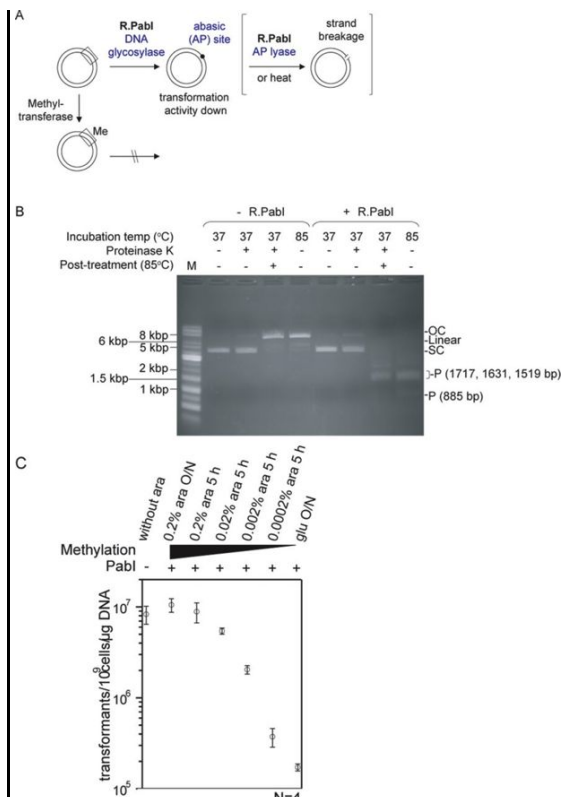 A
R.PabI
DNA
glycosylase
abasic
(AP) site
R.PabI
AP lyase
or heat
strand
breakage
transformation
activity down
Methyl-
transferase
Me
B
- R.PabI + R.PabI
Incubation temp (°C) 37 37 37 85 37 37 37 85
Proteinase K - + + - - + + -
Post-treatment (85°C) - - + - - - + -
M
8 kbp
6 kbp
5 kbp
2 kbp
1.5 kbp
1 kbp
-OC
-Linear
-SC
-P (1717, 1631, 1519 bp)
-P (885 bp)
C
without ara
0.2% ara O/N
0.2% ara 5 h
0.02% ara 5 h
0.002% ara 5 h
0.0002% ara 5 h
glu O/N
Methylation
PabI - + + + + + +
transformants/10⁹cells/µg DNA
10⁷
10⁶
10⁵
N=4